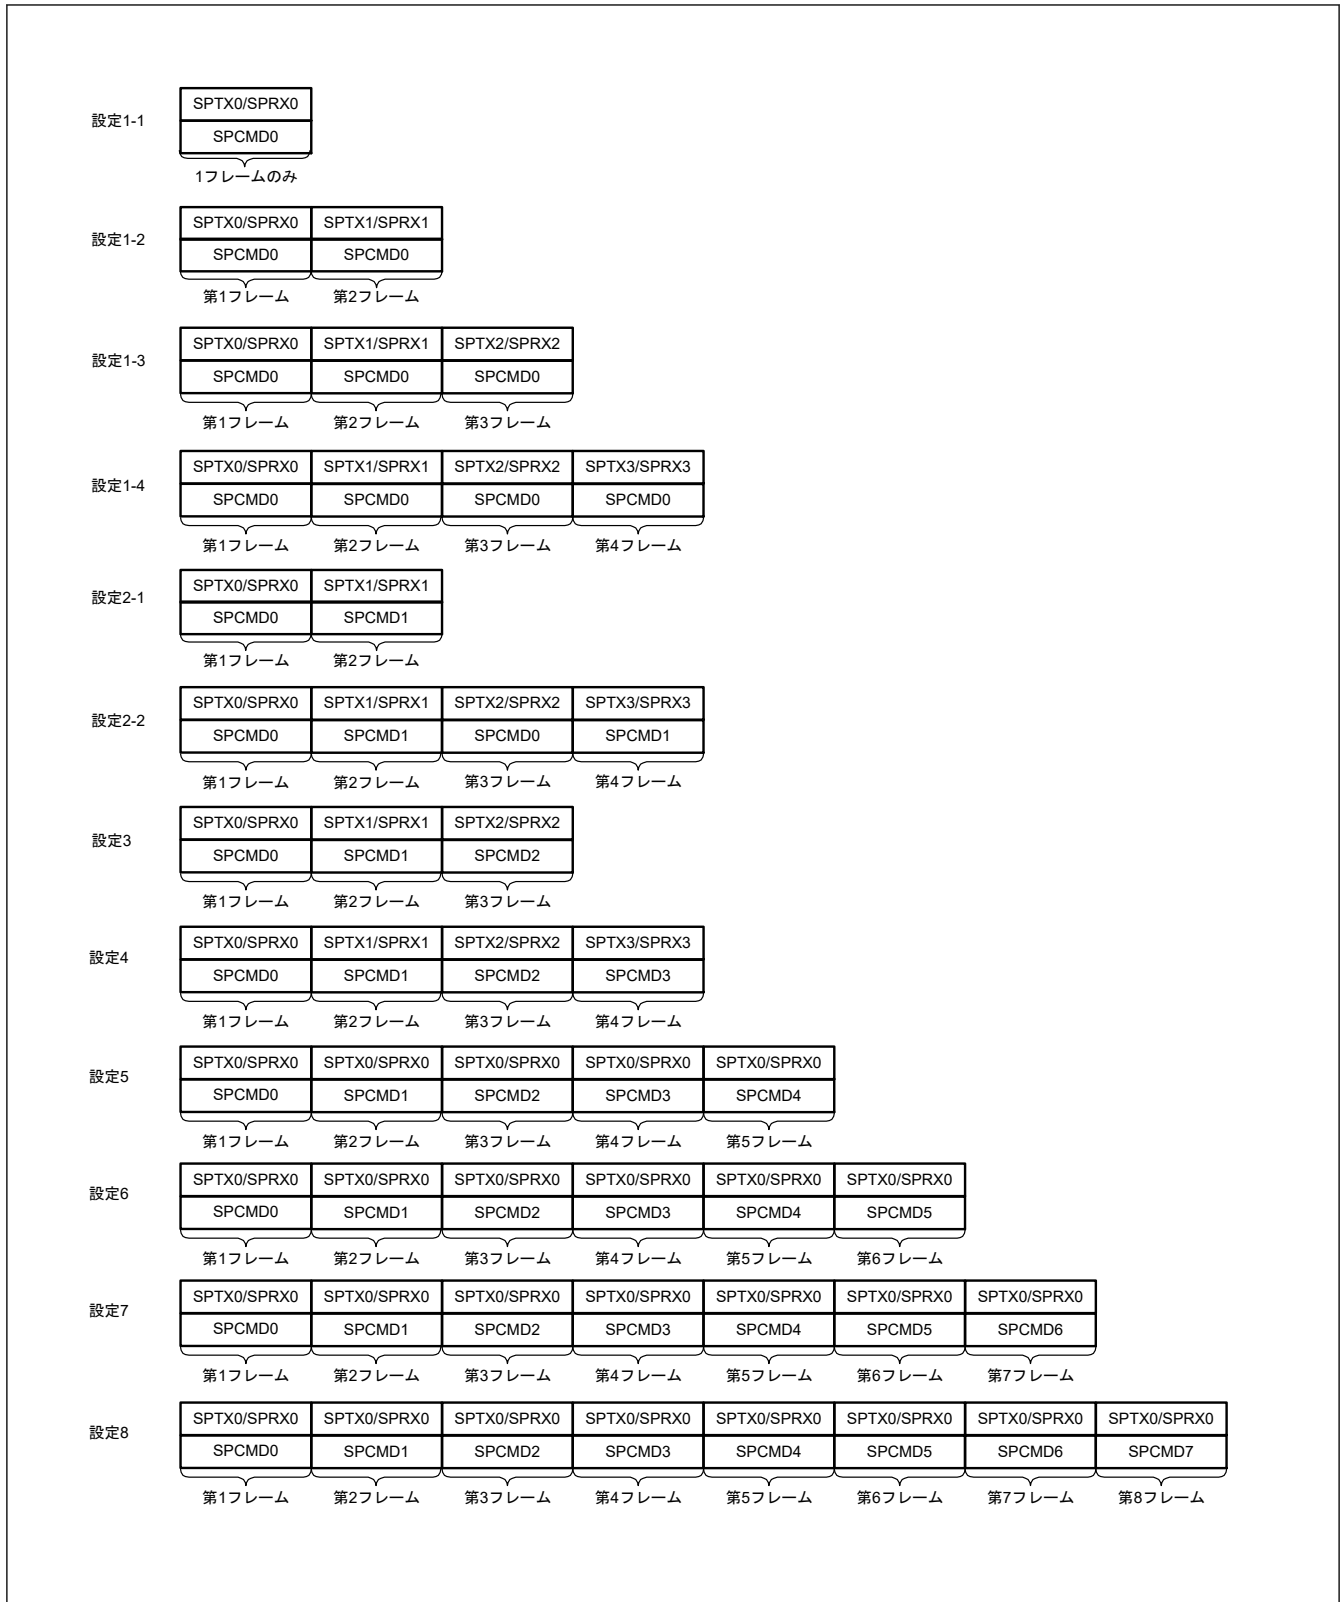 設定1-1
SPTX0/SPRX0
SPCMD0
1フレームのみ
設定1-2
SPTX0/SPRX0 SPTX1/SPRX1
SPCMD0 SPCMD0
第1フレーム 第2フレーム
設定1-3
SPTX0/SPRX0 SPTX1/SPRX1 SPTX2/SPRX2
SPCMD0 SPCMD0 SPCMD0
第1フレーム 第2フレーム 第3フレーム
設定1-4
SPTX0/SPRX0 SPTX1/SPRX1 SPTX2/SPRX2 SPTX3/SPRX3
SPCMD0 SPCMD0 SPCMD0 SPCMD0
第1フレーム 第2フレーム 第3フレーム 第4フレーム
設定2-1
SPTX0/SPRX0 SPTX1/SPRX1
SPCMD0 SPCMD1
第1フレーム 第2フレーム
設定2-2
SPTX0/SPRX0 SPTX1/SPRX1 SPTX2/SPRX2 SPTX3/SPRX3
SPCMD0 SPCMD1 SPCMD0 SPCMD1
第1フレーム 第2フレーム 第3フレーム 第4フレーム
設定3
SPTX0/SPRX0 SPTX1/SPRX1 SPTX2/SPRX2
SPCMD0 SPCMD1 SPCMD2
第1フレーム 第2フレーム 第3フレーム
設定4
SPTX0/SPRX0 SPTX1/SPRX1 SPTX2/SPRX2 SPTX3/SPRX3
SPCMD0 SPCMD1 SPCMD2 SPCMD3
第1フレーム 第2フレーム 第3フレーム 第4フレーム
設定5
SPTX0/SPRX0 SPTX0/SPRX0 SPTX0/SPRX0 SPTX0/SPRX0 SPTX0/SPRX0
SPCMD0 SPCMD1 SPCMD2 SPCMD3 SPCMD4
第1フレーム 第2フレーム 第3フレーム 第4フレーム 第5フレーム
設定6
SPTX0/SPRX0 SPTX0/SPRX0 SPTX0/SPRX0 SPTX0/SPRX0 SPTX0/SPRX0 SPTX0/SPRX0
SPCMD0 SPCMD1 SPCMD2 SPCMD3 SPCMD4 SPCMD5
第1フレーム 第2フレーム 第3フレーム 第4フレーム 第5フレーム 第6フレーム
設定7
SPTX0/SPRX0 SPTX0/SPRX0 SPTX0/SPRX0 SPTX0/SPRX0 SPTX0/SPRX0 SPTX0/SPRX0 SPTX0/SPRX0
SPCMD0 SPCMD1 SPCMD2 SPCMD3 SPCMD4 SPCMD5 SPCMD6
第1フレーム 第2フレーム 第3フレーム 第4フレーム 第5フレーム 第6フレーム 第7フレーム
設定8
SPTX0/SPRX0 SPTX0/SPRX0 SPTX0/SPRX0 SPTX0/SPRX0 SPTX0/SPRX0 SPTX0/SPRX0 SPTX0/SPRX0 SPTX0/SPRX0
SPCMD0 SPCMD1 SPCMD2 SPCMD3 SPCMD4 SPCMD5 SPCMD6 SPCMD7
第1フレーム 第2フレーム 第3フレーム 第4フレーム 第5フレーム 第6フレーム 第7フレーム 第8フレーム